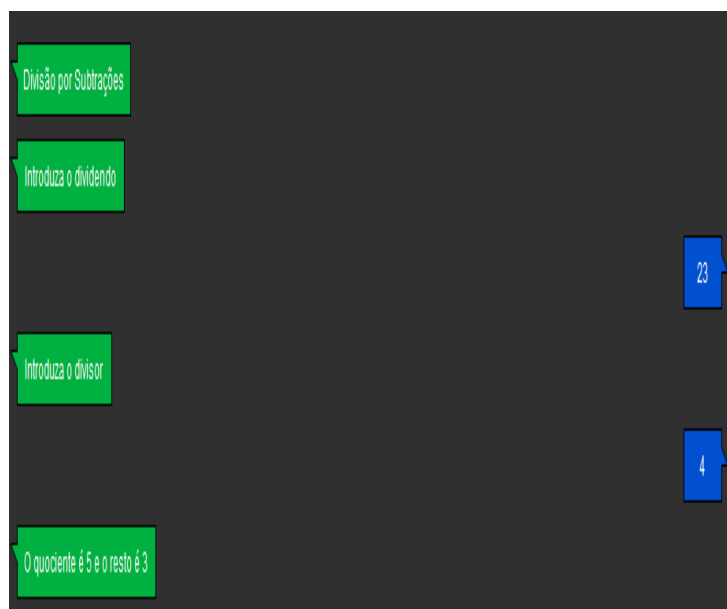 Divisão por Subtrações
Introduza o dividendo
23
Introduza o divisor
4
O quociente é 5 e o resto é 3